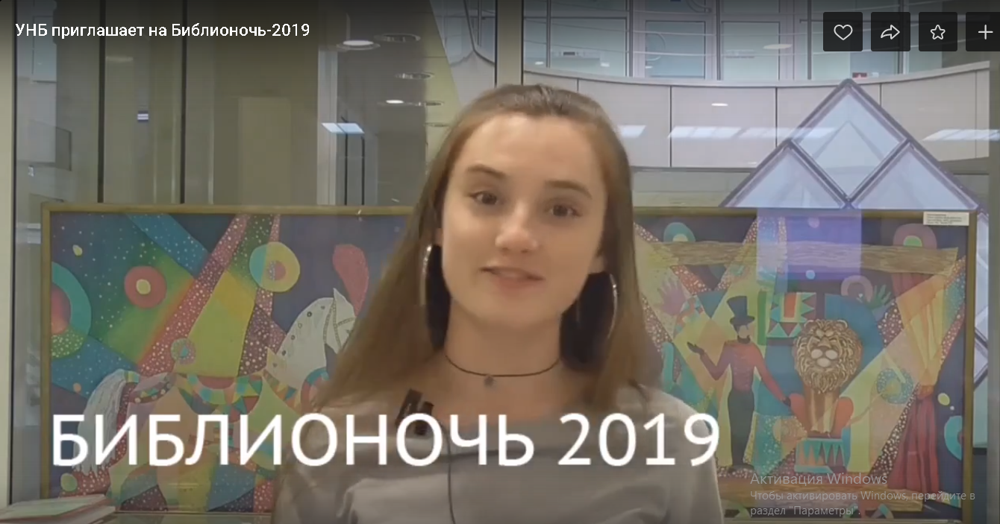 УНБ приглашает на Библионочь-2019
БИБЛИОНОЧЬ 2019
Активация Windows
Чтобы активировать Windows, перейдите в
раздел "Параметры".